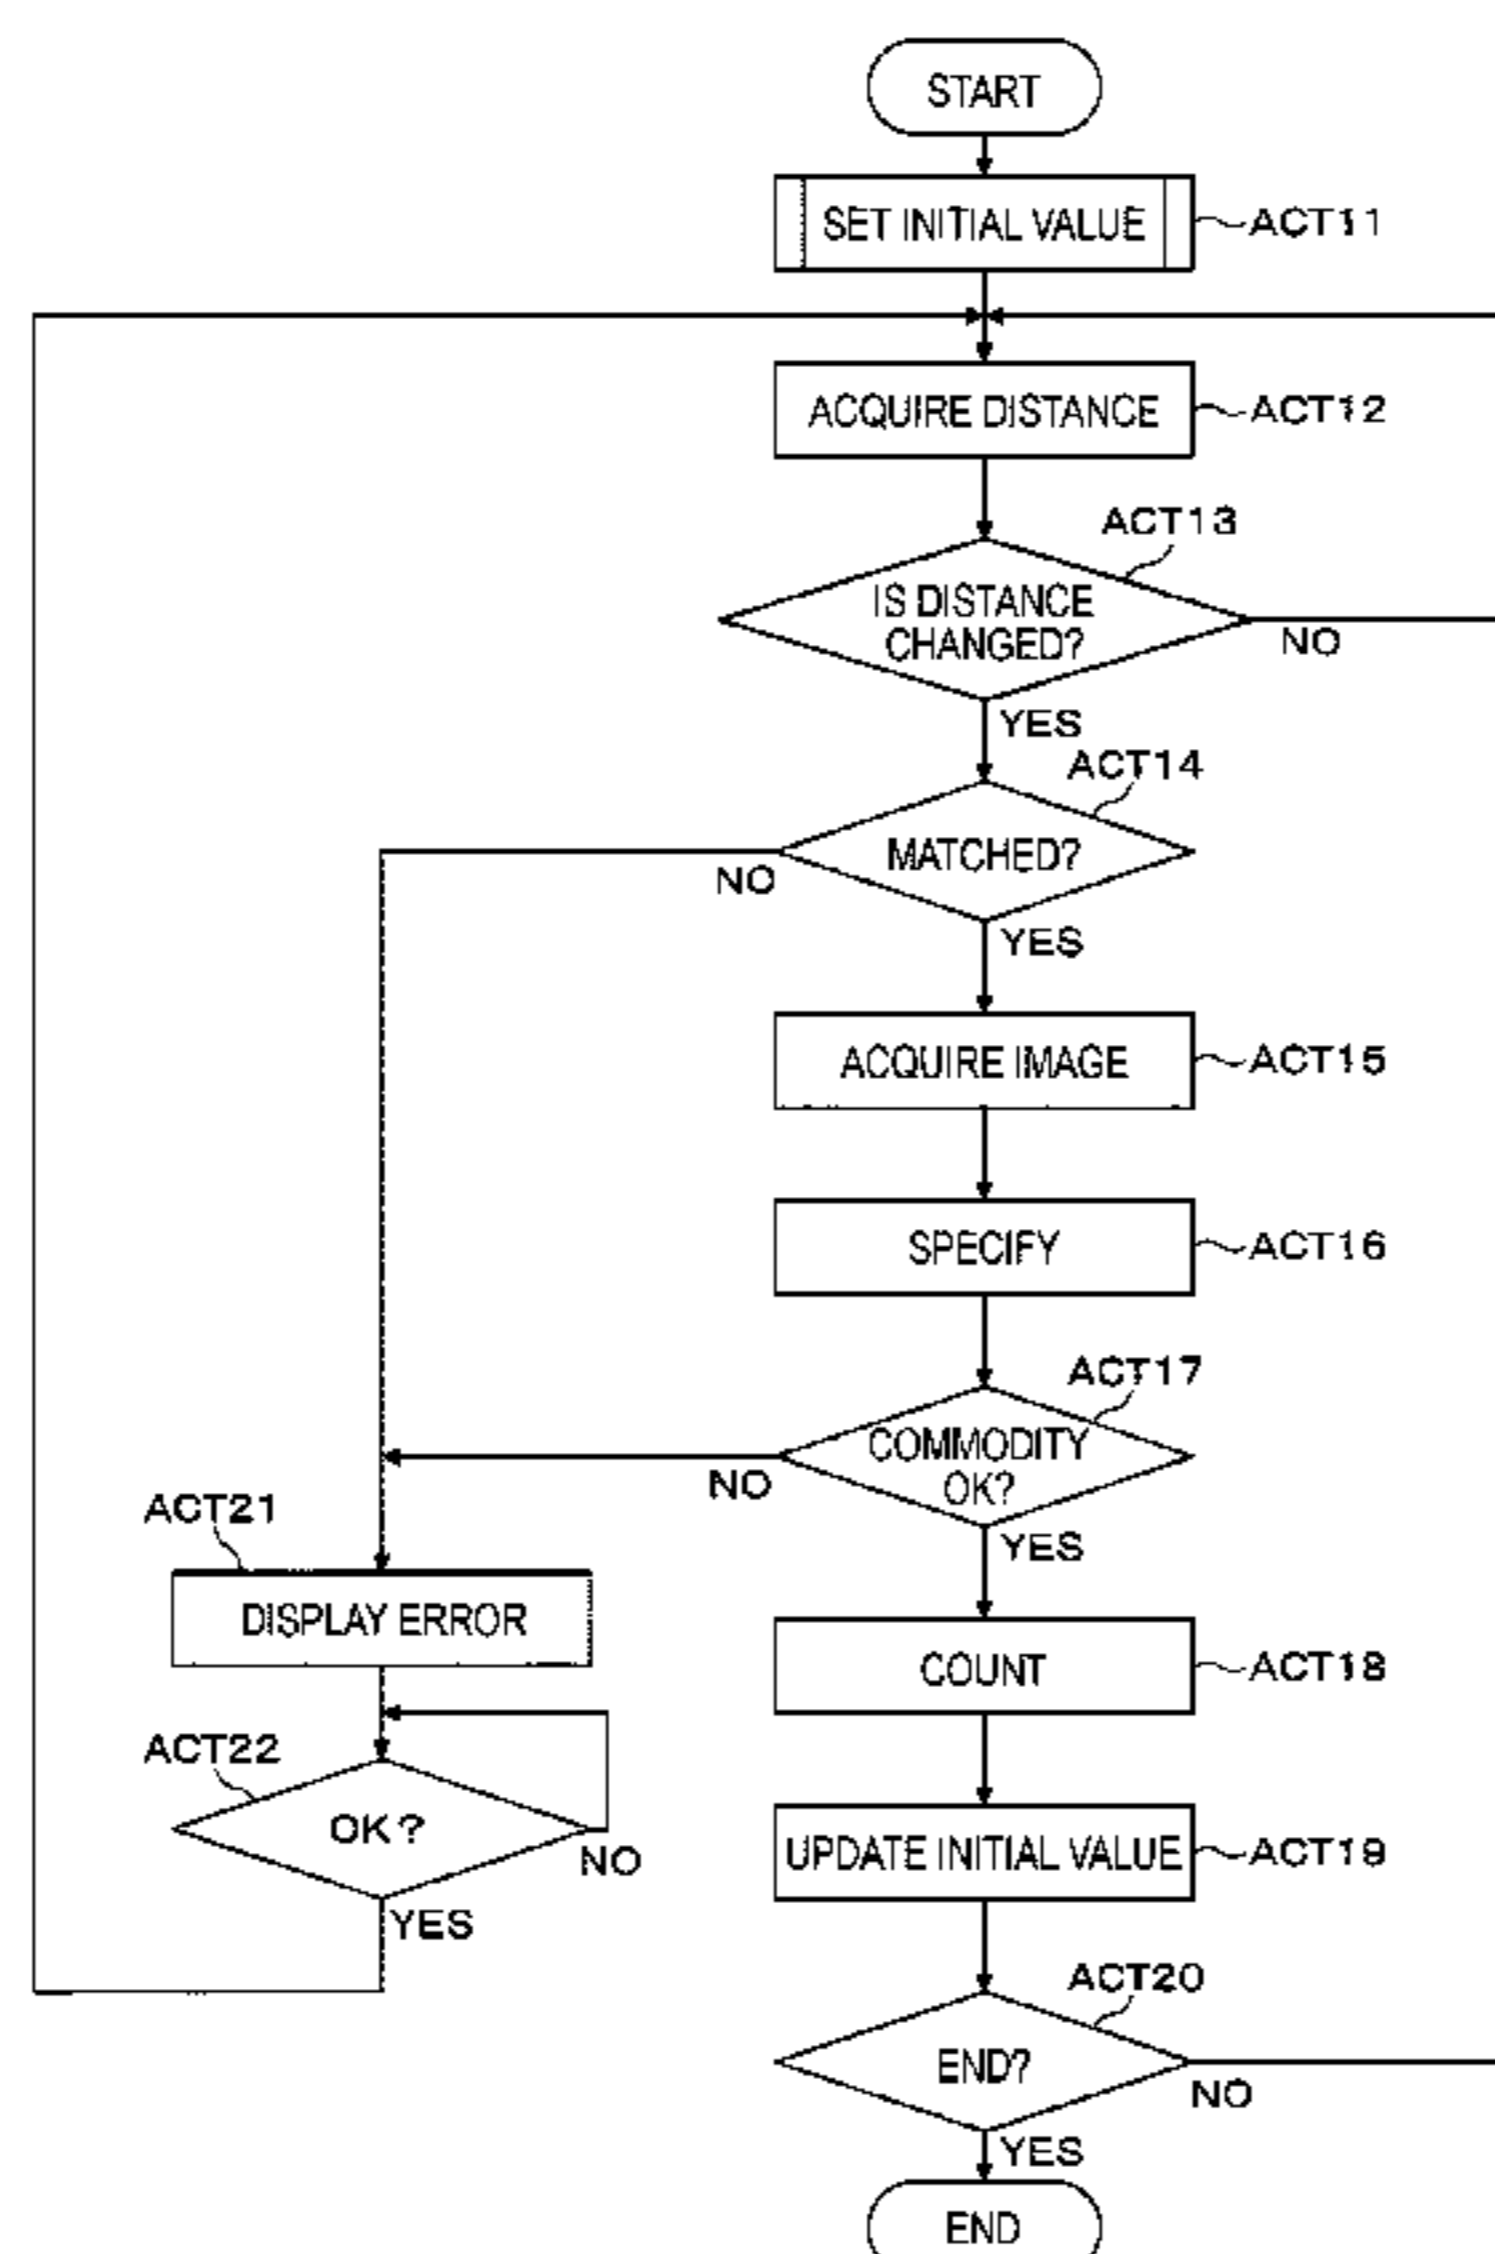 START
SET INITIAL VALUE
ACT11
ACQUIRE DISTANCE
ACT12
ACT13
IS DISTANCE
CHANGED?
NO
YES
ACT14
MATCHED?
NO
YES
ACQUIRE IMAGE
ACT15
SPECIFY
ACT16
ACT17
COMMODITY
OK?
NO
YES
ACT21
DISPLAY ERROR
COUNT
ACT18
ACT22
OK?
NO
YES
UPDATE INITIAL VALUE
ACT19
ACT20
END?
NO
YES
END